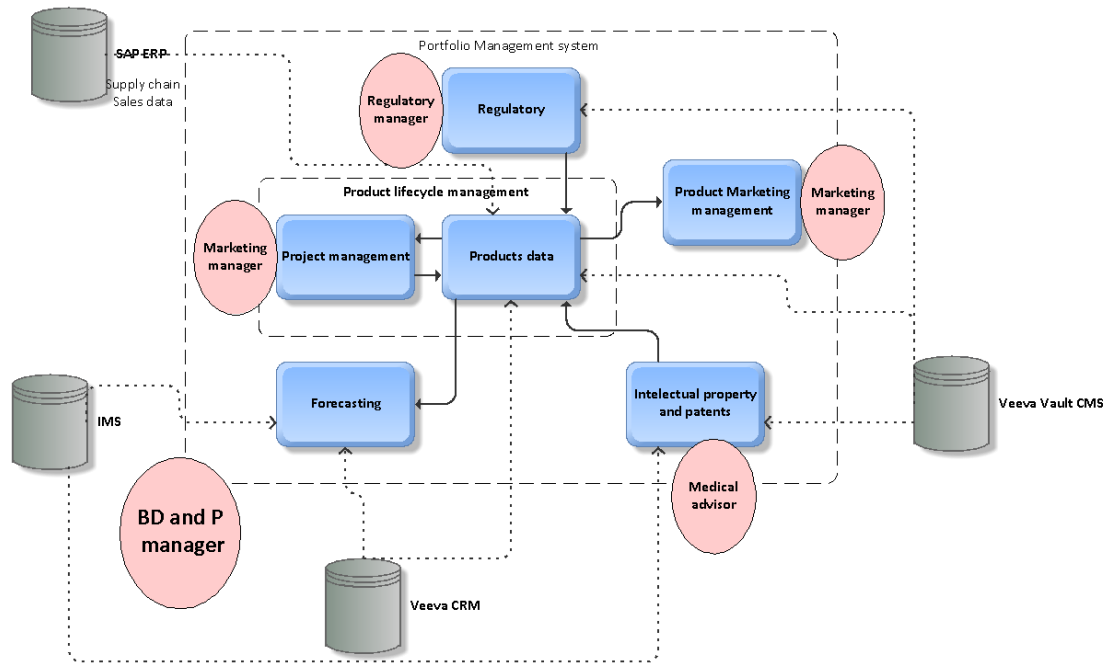 Portfolio Management system
SAP ERP
Supply chain
Sales data
Regulatory
manager
Regulatory
Product lifecycle management
Product Marketing
management
Marketing
manager
Marketing
manager
Project management
Products data
Forecasting
Intelectual property
and patents
IMS
Veeva Vault CMS
Medical
advisor
BD and P
manager
Veeva CRM